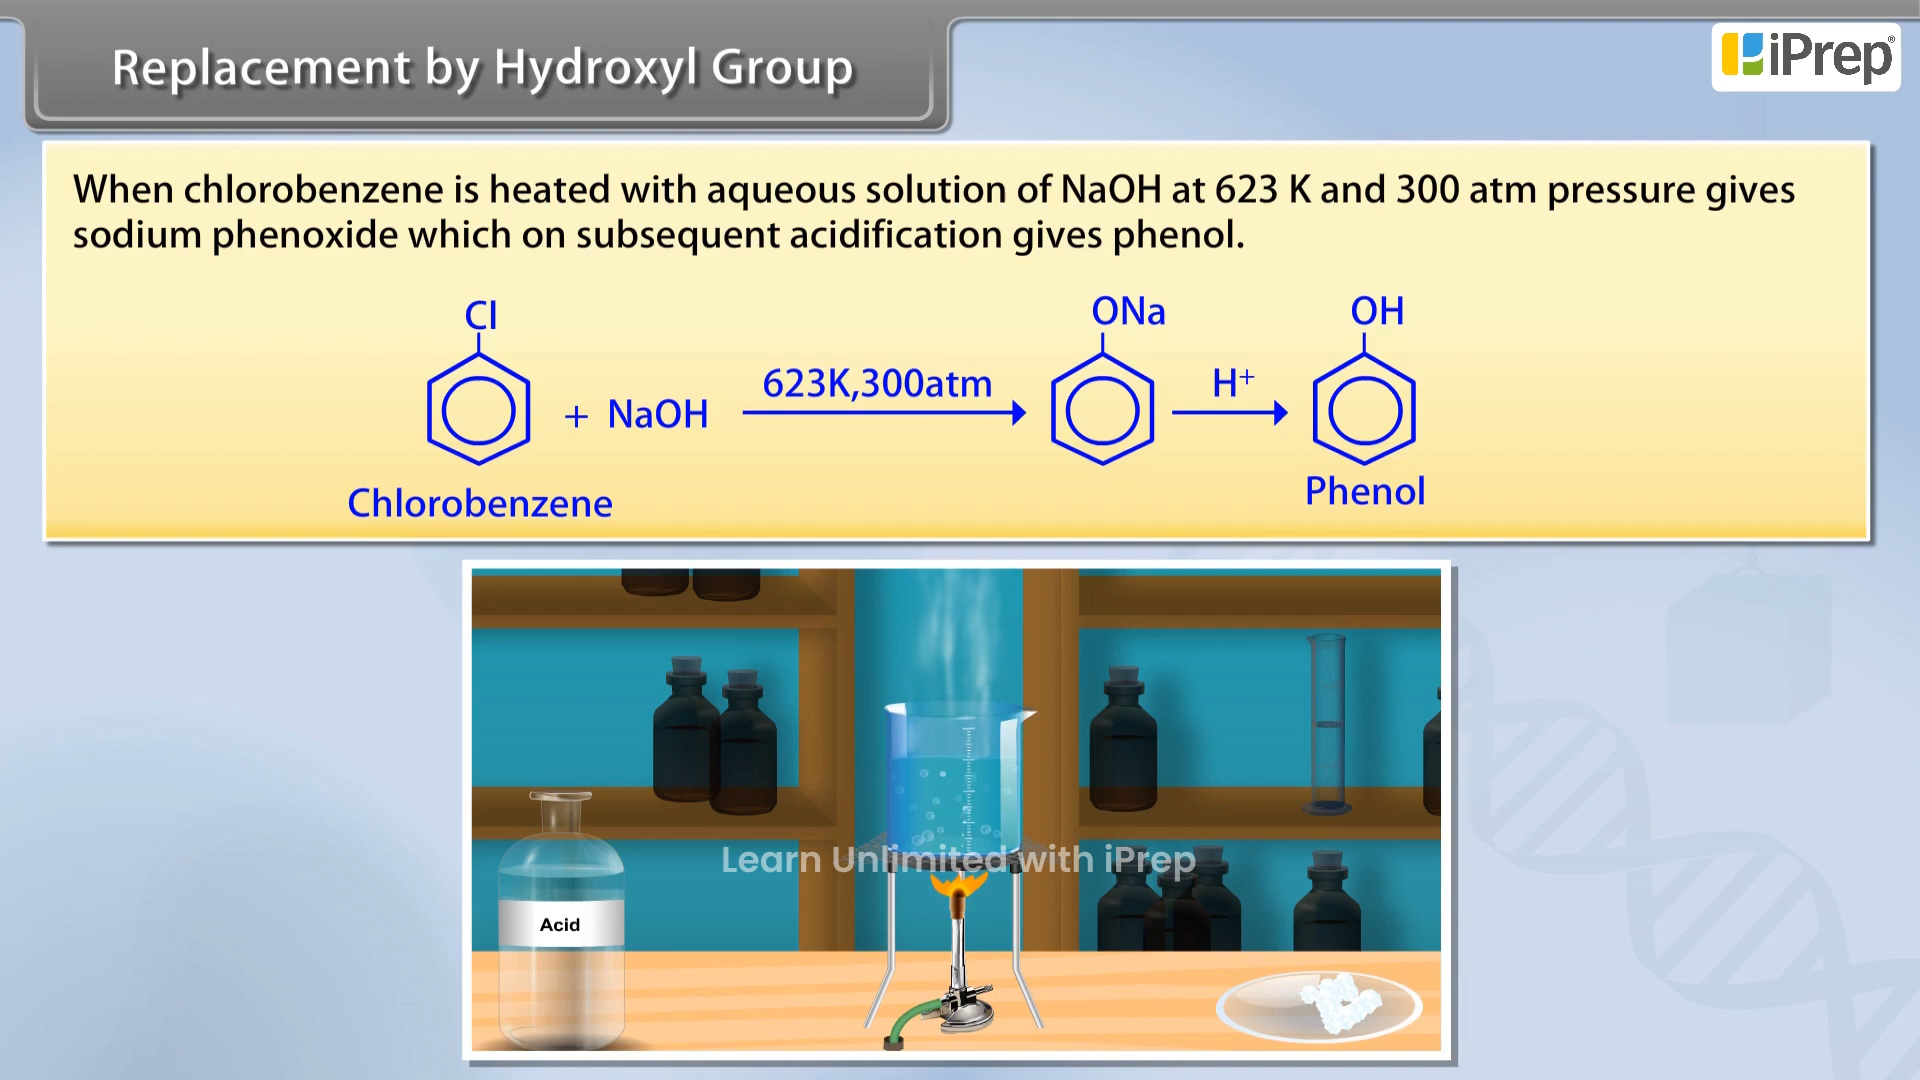 Replacement by Hydroxyl Group
iPrep®
When chlorobenzene is heated with aqueous solution of NaOH at 623 K and 300 atm pressure gives
sodium phenoxide which on subsequent acidification gives phenol.
Cl
ONa
OH
+ NaOH
623K,300atm
H⁺
Chlorobenzene
Phenol
Learn Unlimited with iPrep
Acid